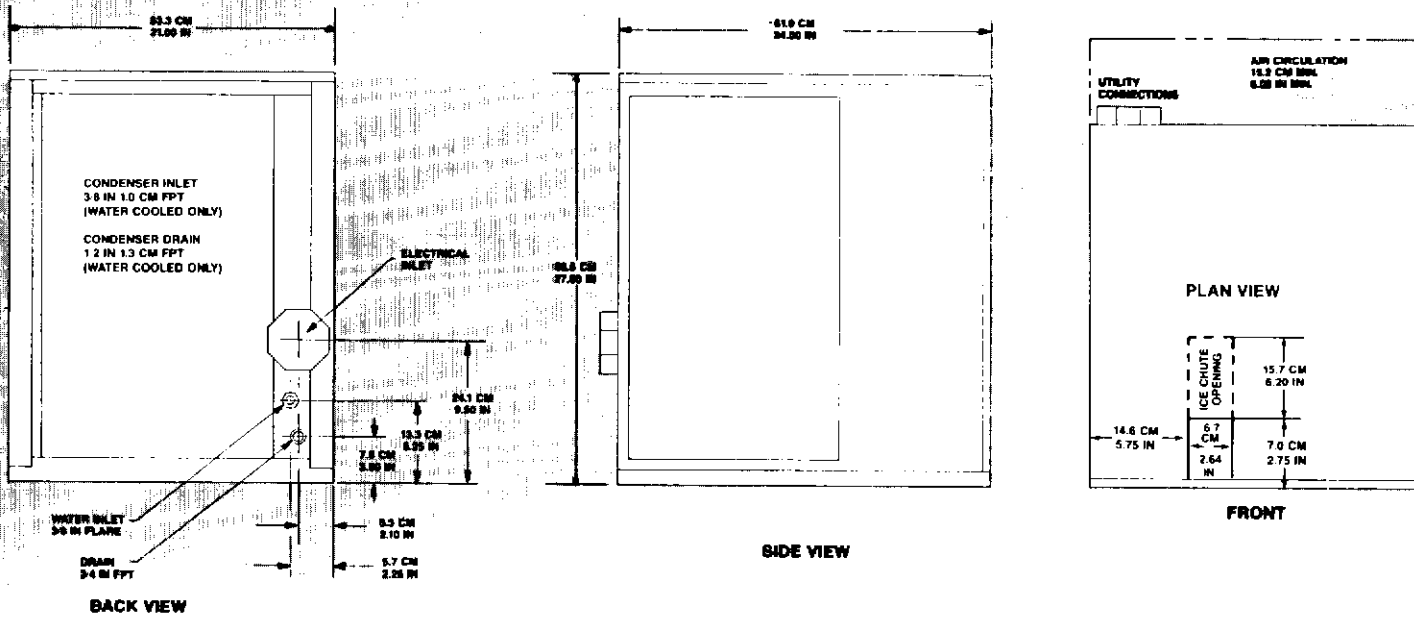 53.3 CM
21.00 IN
CONDENSER INLET
3/8 IN 1.0 CM FPT
(WATER COOLED ONLY)
CONDENSER DRAIN
1 2 IN 1.3 CM FPT
(WATER COOLED ONLY)
ELECTRICAL
INLET
24.1 CM
9.50 IN
13.3 CM
5.25 IN
7.6 CM
3.00 IN
WATER INLET
3/8 IN FLARE
DRAIN
3/4 IN FPT
5.3 CM
2.10 IN
5.7 CM
2.25 IN
BACK VIEW
61.0 CM
24.00 IN
68.6 CM
27.00 IN
SIDE VIEW
AIR CIRCULATION
15.2 CM MIN.
6.00 IN MIN.
UTILITY
CONNECTIONS
PLAN VIEW
ICE CHUTE
OPENING
15.7 CM
6.20 IN
14.6 CM
5.75 IN
6.7
CM
2.64
IN
7.0 CM
2.75 IN
FRONT